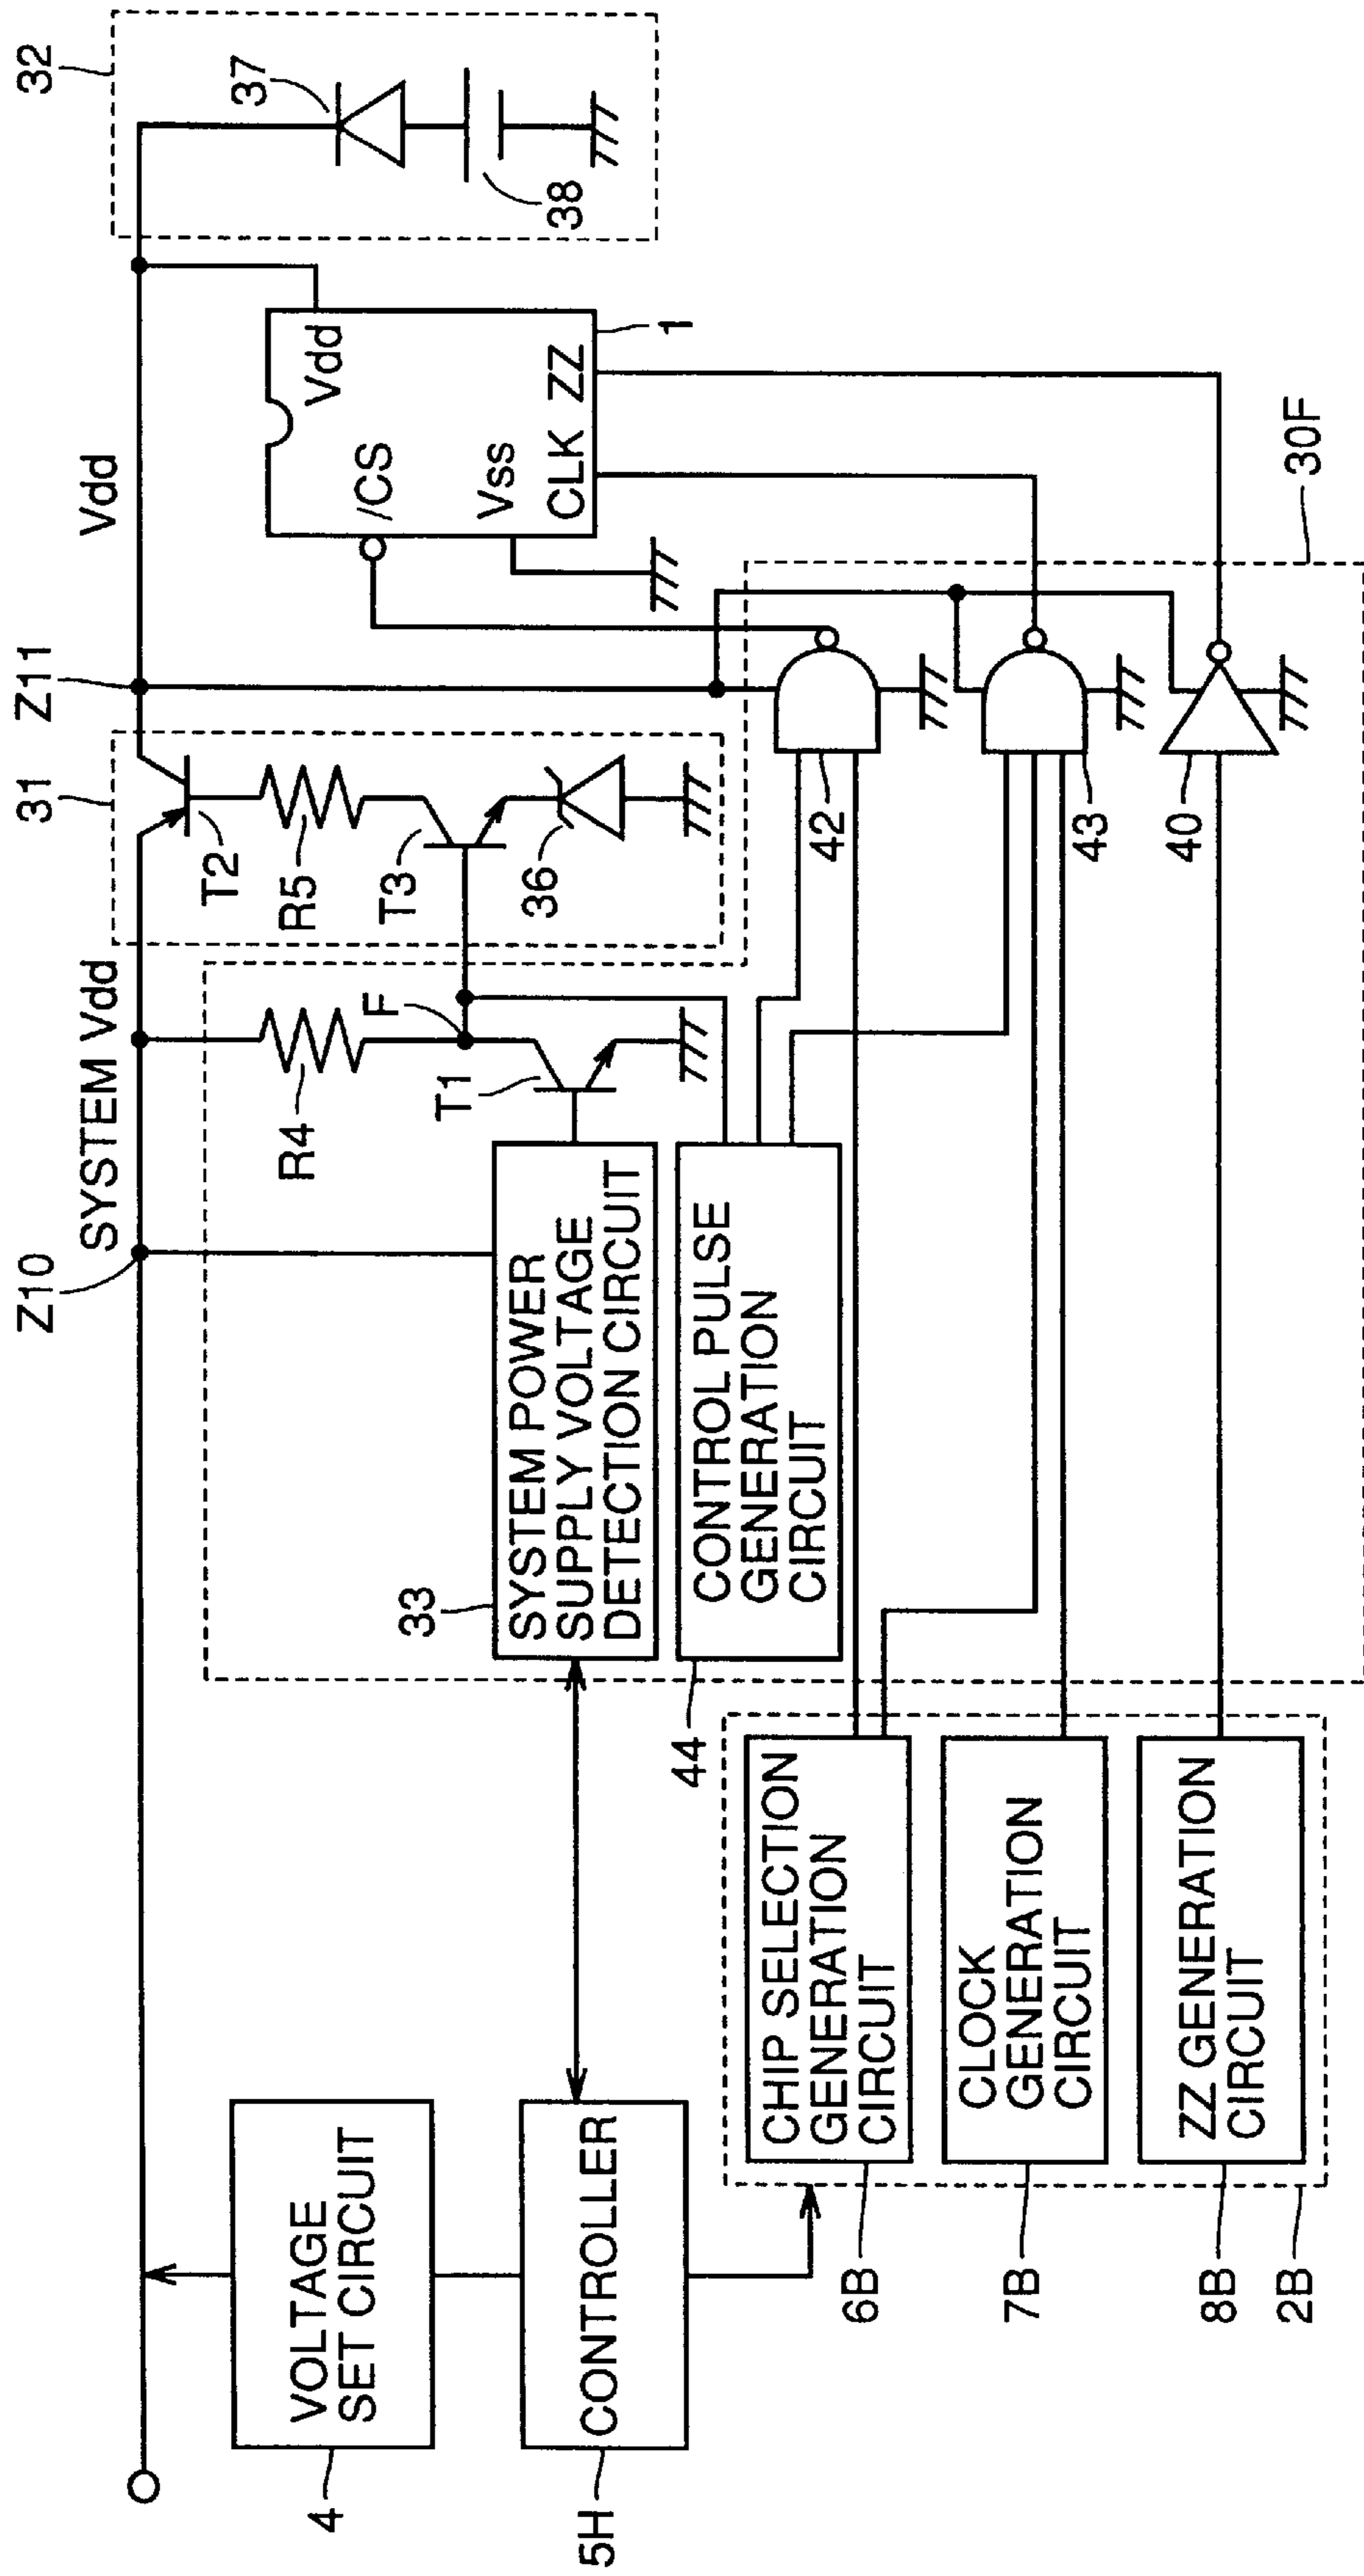 Z10
SYSTEM Vdd
31
Z11
Vdd
32
4
VOLTAGE
SET CIRCUIT
R4
F
T2
R5
T3
36
T1
37
38
/CS
Vdd
Vss
CLK ZZ
1
5H
CONTROLLER
33
SYSTEM POWER
SUPPLY VOLTAGE
DETECTION CIRCUIT
44
CONTROL PULSE
GENERATION
CIRCUIT
6B
CHIP SELECTION
GENERATION
CIRCUIT
42
7B
CLOCK
GENERATION
CIRCUIT
43
8B
ZZ GENERATION
CIRCUIT
40
2B
30F